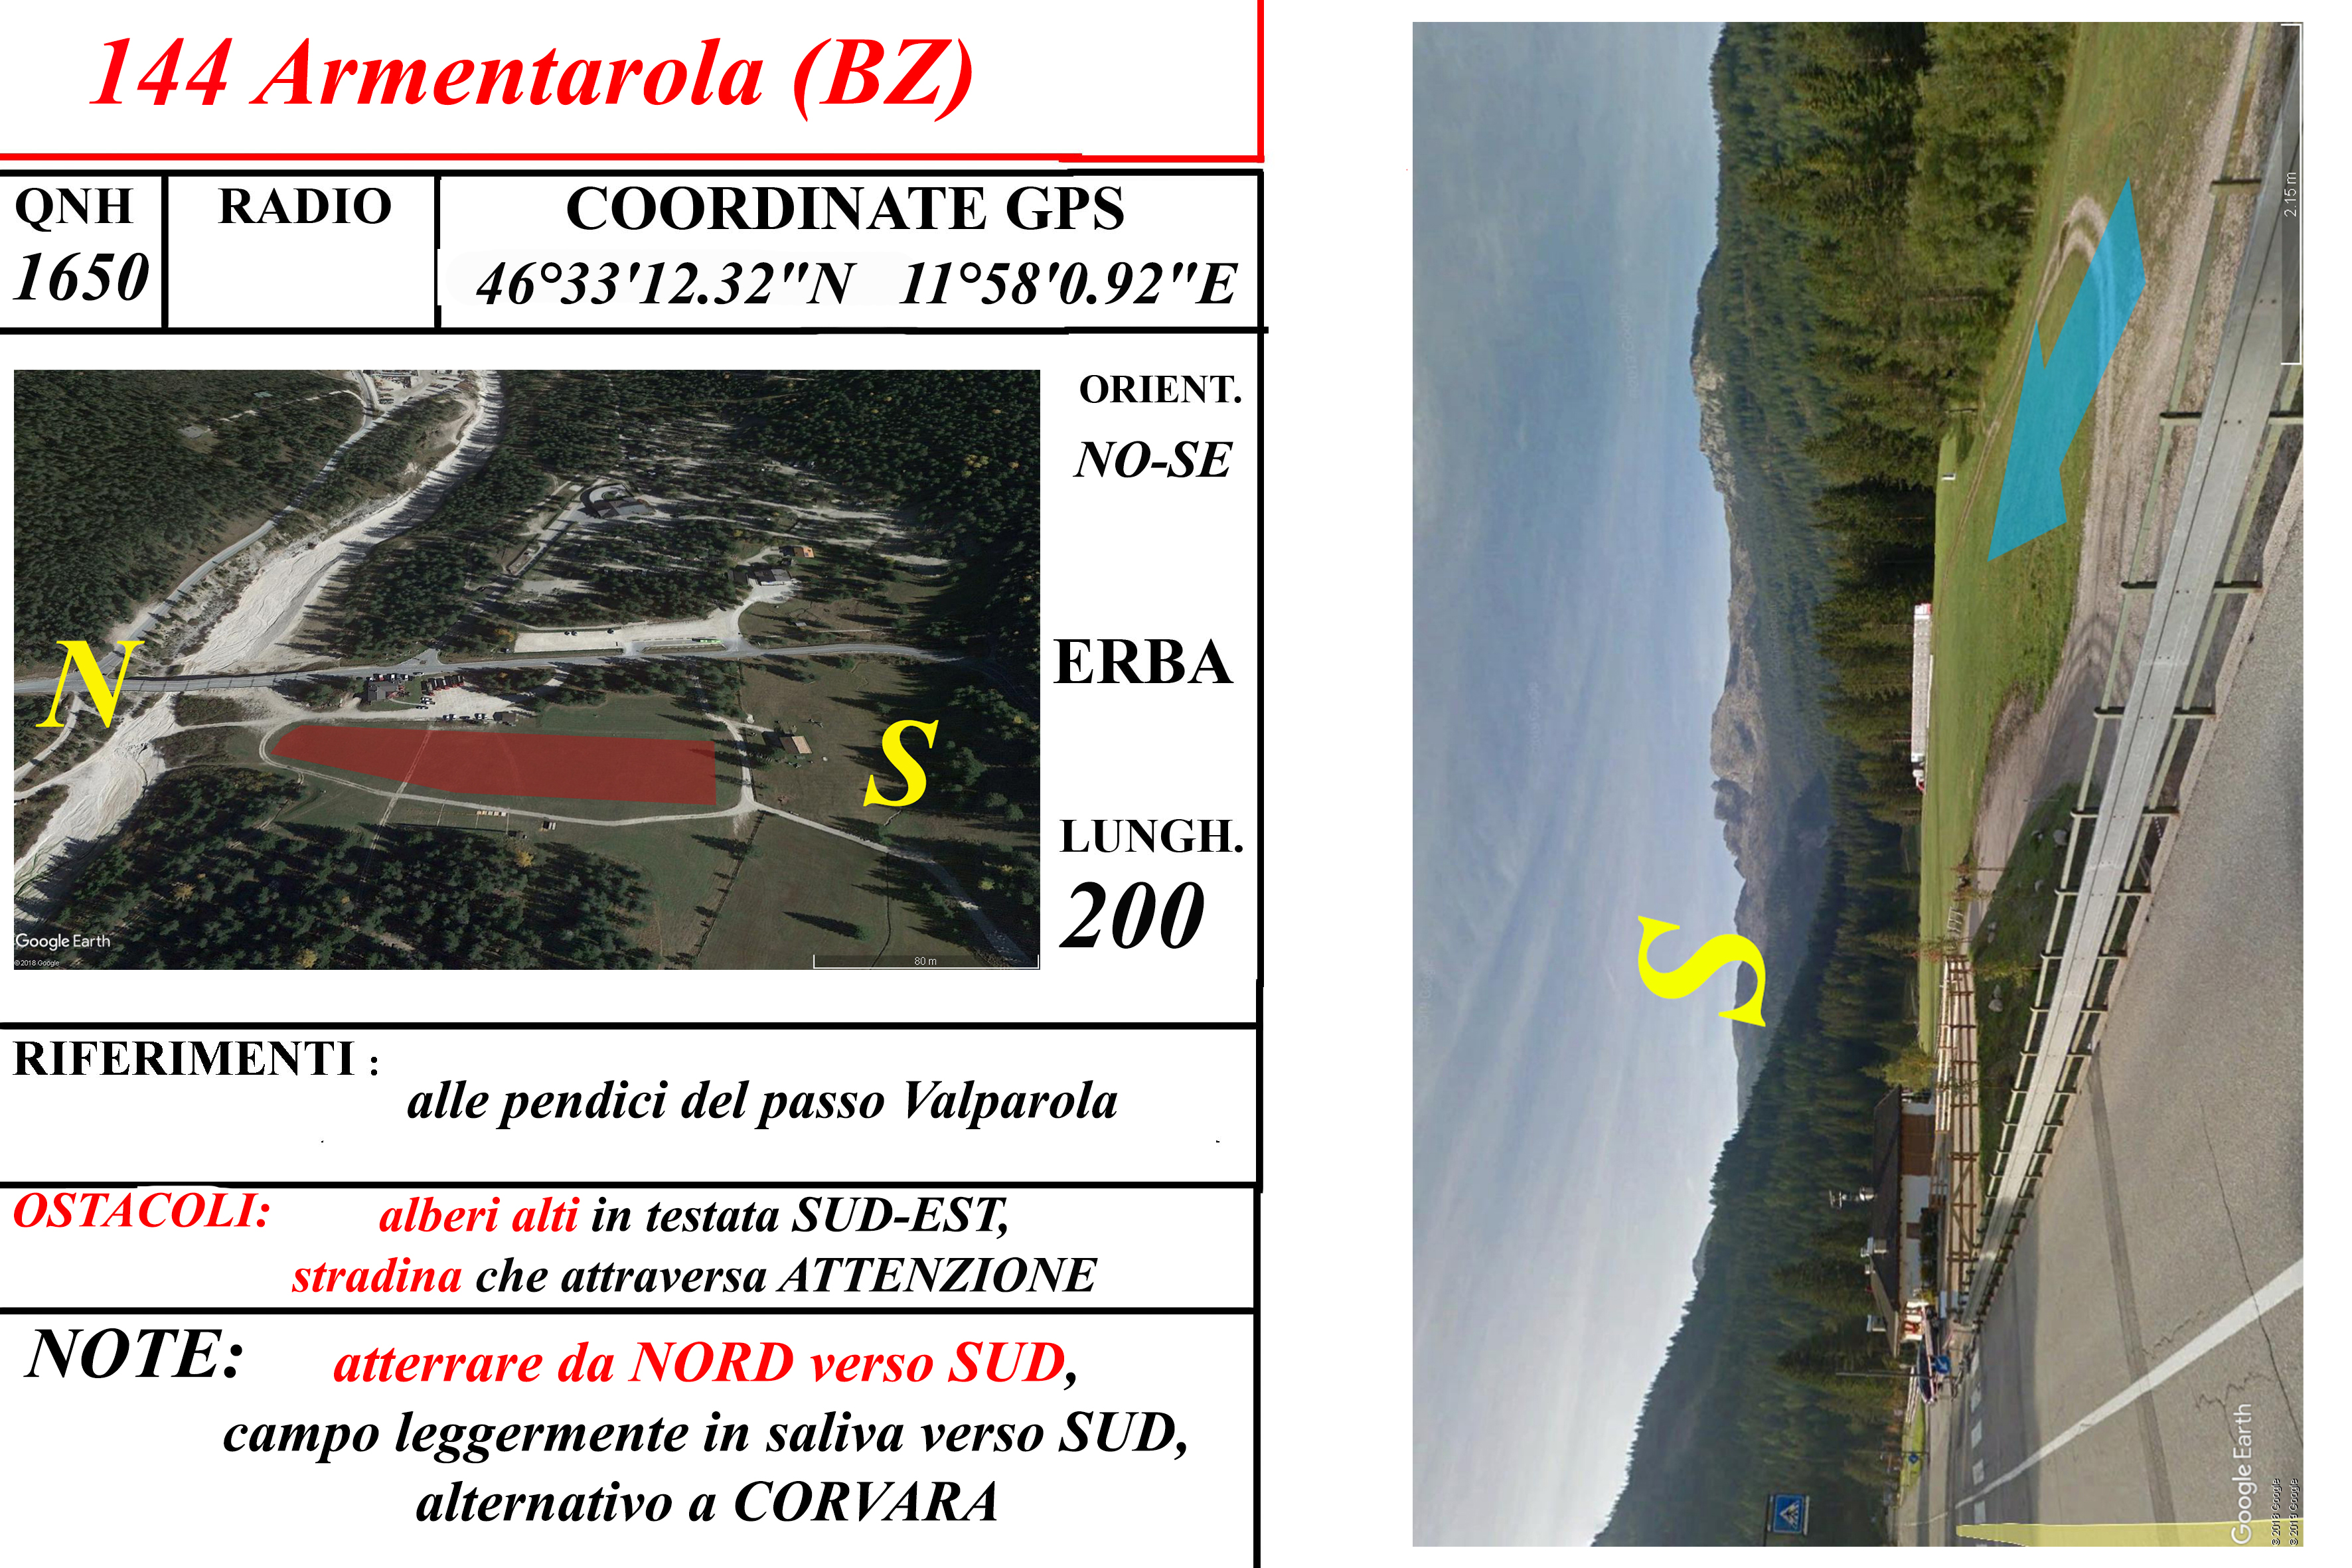 144 Armentarola (BZ)
QNH
1650
RADIO
COORDINATE GPS
46°33'12.32"N 11°58'0.92"E
ORIENT.
NO-SE
ERBA
LUNGH.
200
N
S
Google Earth
©2018 Google
80 m
RIFERIMENTI :
alle pendici del passo Valparola
OSTACOLI: alberi alti in testata SUD-EST,
stradina che attraversa ATTENZIONE
NOTE: atterrare da NORD verso SUD,
campo leggermente in saliva verso SUD,
alternativo a CORVARA
S
2.15 m
Google Earth
© 2018 Google
© 2019 Google